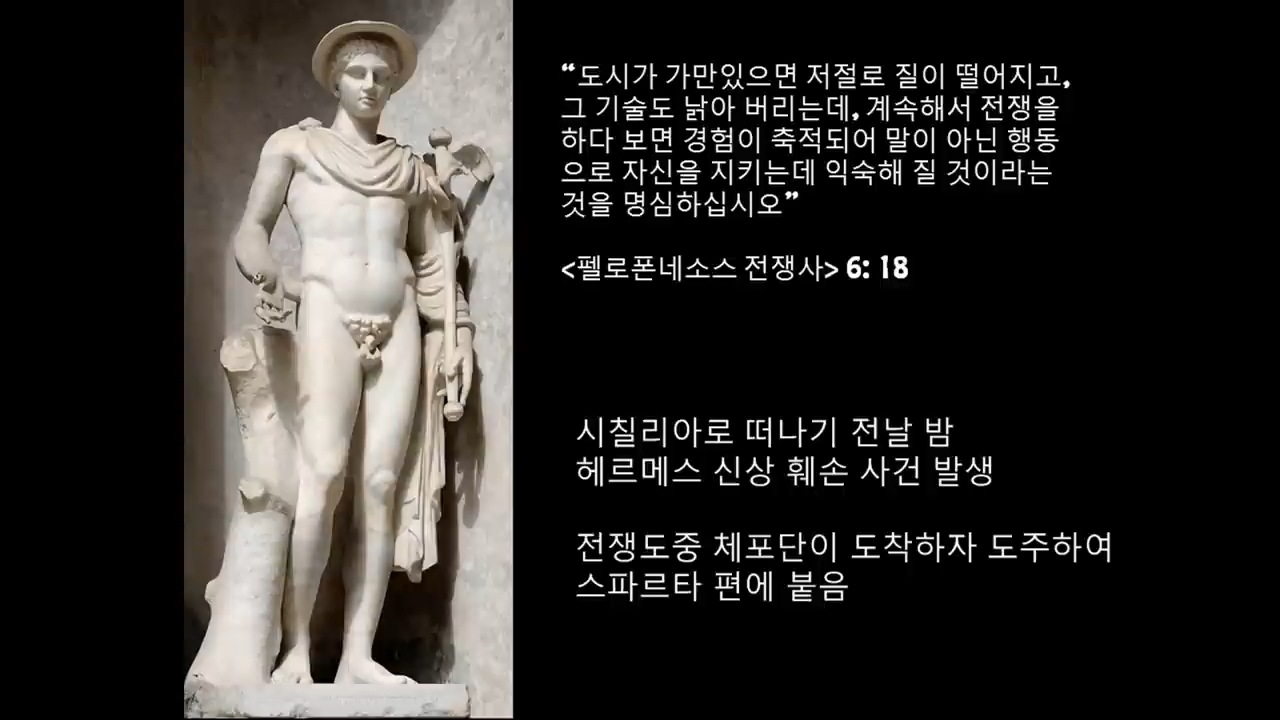 “도시가 가만있으면 저절로 질이 떨어지고,
그 기술도 낡아 버리는데, 계속해서 전쟁을
하다 보면 경험이 축적되어 말이 아닌 행동
으로 자신을 지키는데 익숙해 질 것이라는
것을 명심하십시오”
<펠로폰네소스 전쟁사> 6: 18
시칠리아로 떠나기 전날 밤
헤르메스 신상 훼손 사건 발생
전쟁도중 체포단이 도착하자 도주하여
스파르타 편에 붙음